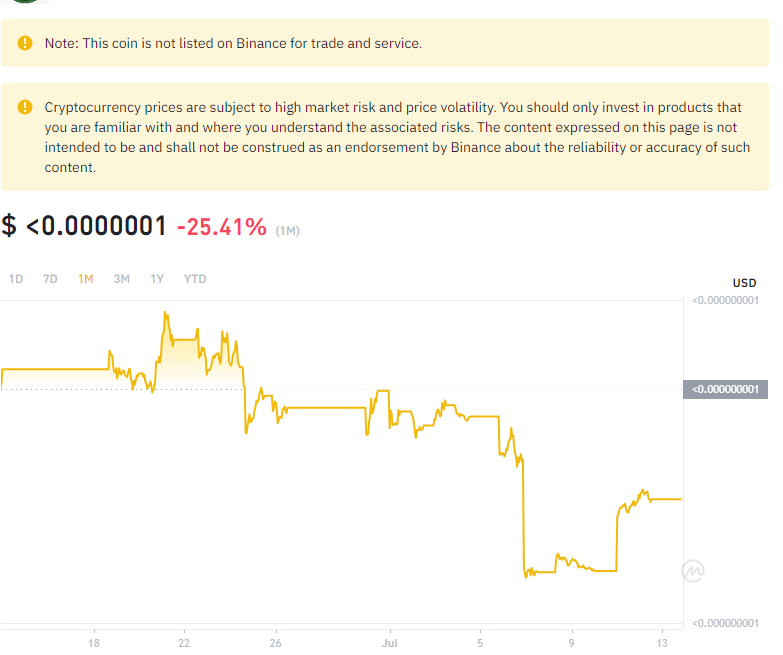 Note: This coin is not listed on Binance for trade and service.
Cryptocurrency prices are subject to high market risk and price volatility. You should only invest in products that
you are familiar with and where you understand the associated risks. The content expressed on this page is not
intended to be and shall not be construed as an endorsement by Binance about the reliability or accuracy of such
content.
$ <0.0000001 -25.41% (1M)
1D 7D 1M 3M 1Y YTD
USD
<0.000000001
<0.000000001
<0.000000001
18 22 26 Jul 5 9 13